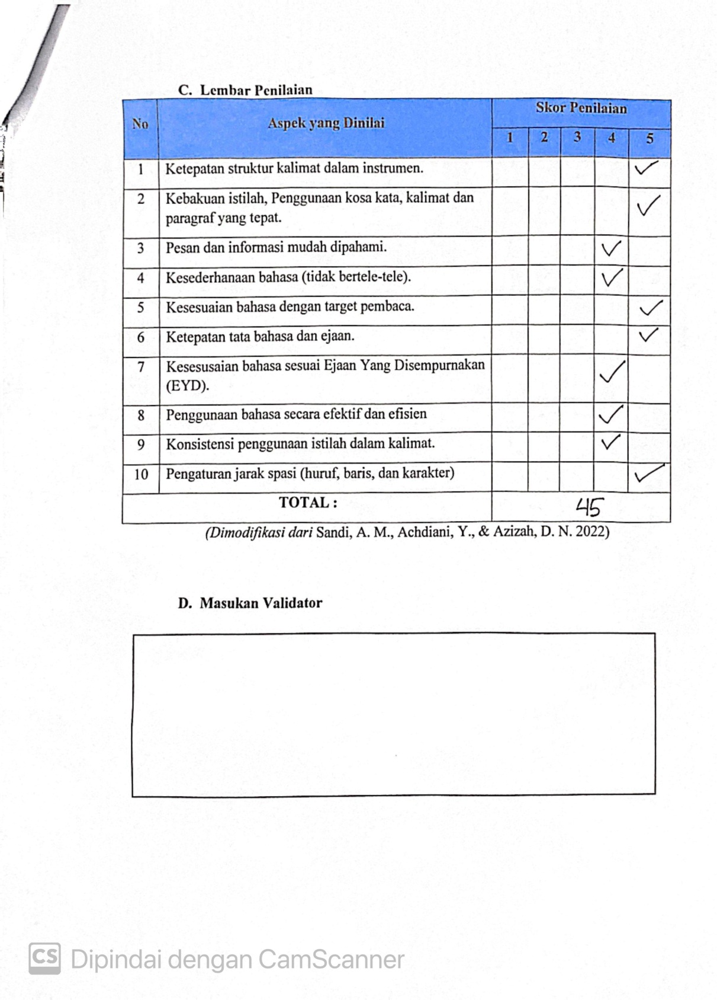 C. Lembar Penilaian
No Aspek yang Dinilai Skor Penilaian
1 2 3 4 5
1 Ketepatan struktur kalimat dalam instrumen. ✓
2 Kebakuan istilah, Penggunaan kosa kata, kalimat dan
paragraf yang tepat. ✓
3 Pesan dan informasi mudah dipahami. ✓
4 Kesederhanaan bahasa (tidak bertele-tele). ✓
5 Kesesuaian bahasa dengan target pembaca. ✓
6 Ketepatan tata bahasa dan ejaan. ✓
7 Kesesusaian bahasa sesuai Ejaan Yang Disempurnakan
(EYD). ✓
8 Penggunaan bahasa secara efektif dan efisien ✓
9 Konsistensi penggunaan istilah dalam kalimat. ✓
10 Pengaturan jarak spasi (huruf, baris, dan karakter) ✓
TOTAL : 45
(Dimodifikasi dari Sandi, A. M., Achdiani, Y., & Azizah, D. N. 2022)
D. Masukan Validator
CS Dipindai dengan CamScanner